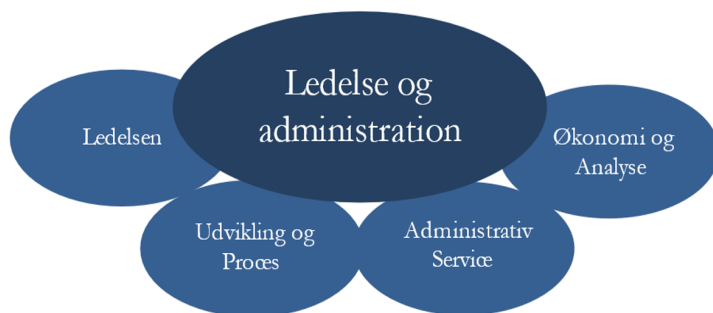 Ledelse og
administration
Ledelsen
Udvikling og
Proces
Administrativ
Service
Økonomi og
Analyse